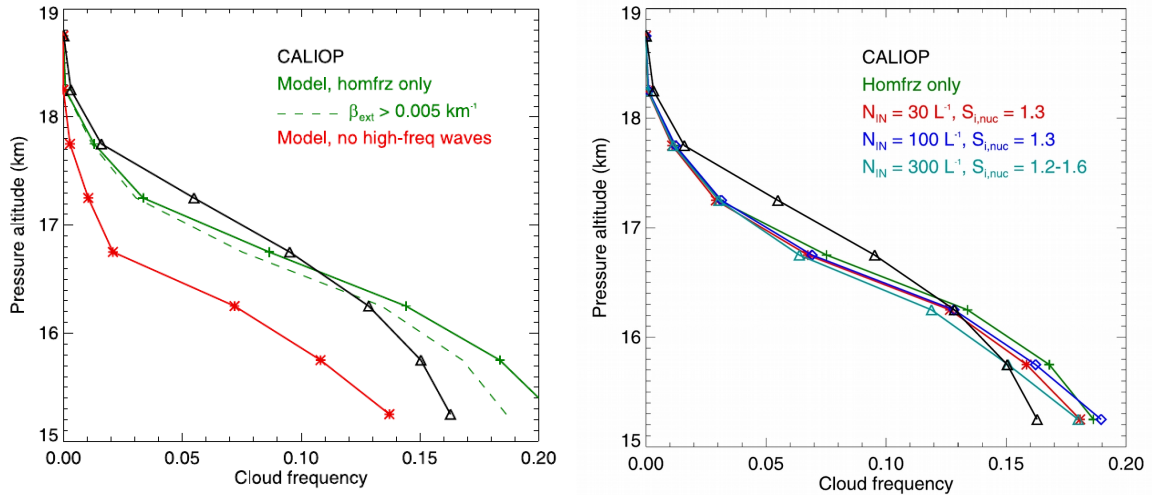 19
18
17
16
15
Pressure altitude (km)
CALIOP
Model, homfrz only
β_ext > 0.005 km⁻¹
Model, no high-freq waves
0.00 0.05 0.10 0.15 0.20
Cloud frequency
19
18
17
16
15
Pressure altitude (km)
CALIOP
Homfrz only
N_IN = 30 L⁻¹, S_i,nuc = 1.3
N_IN = 100 L⁻¹, S_i,nuc = 1.3
N_IN = 300 L⁻¹, S_i,nuc = 1.2-1.6
0.00 0.05 0.10 0.15 0.20
Cloud frequency